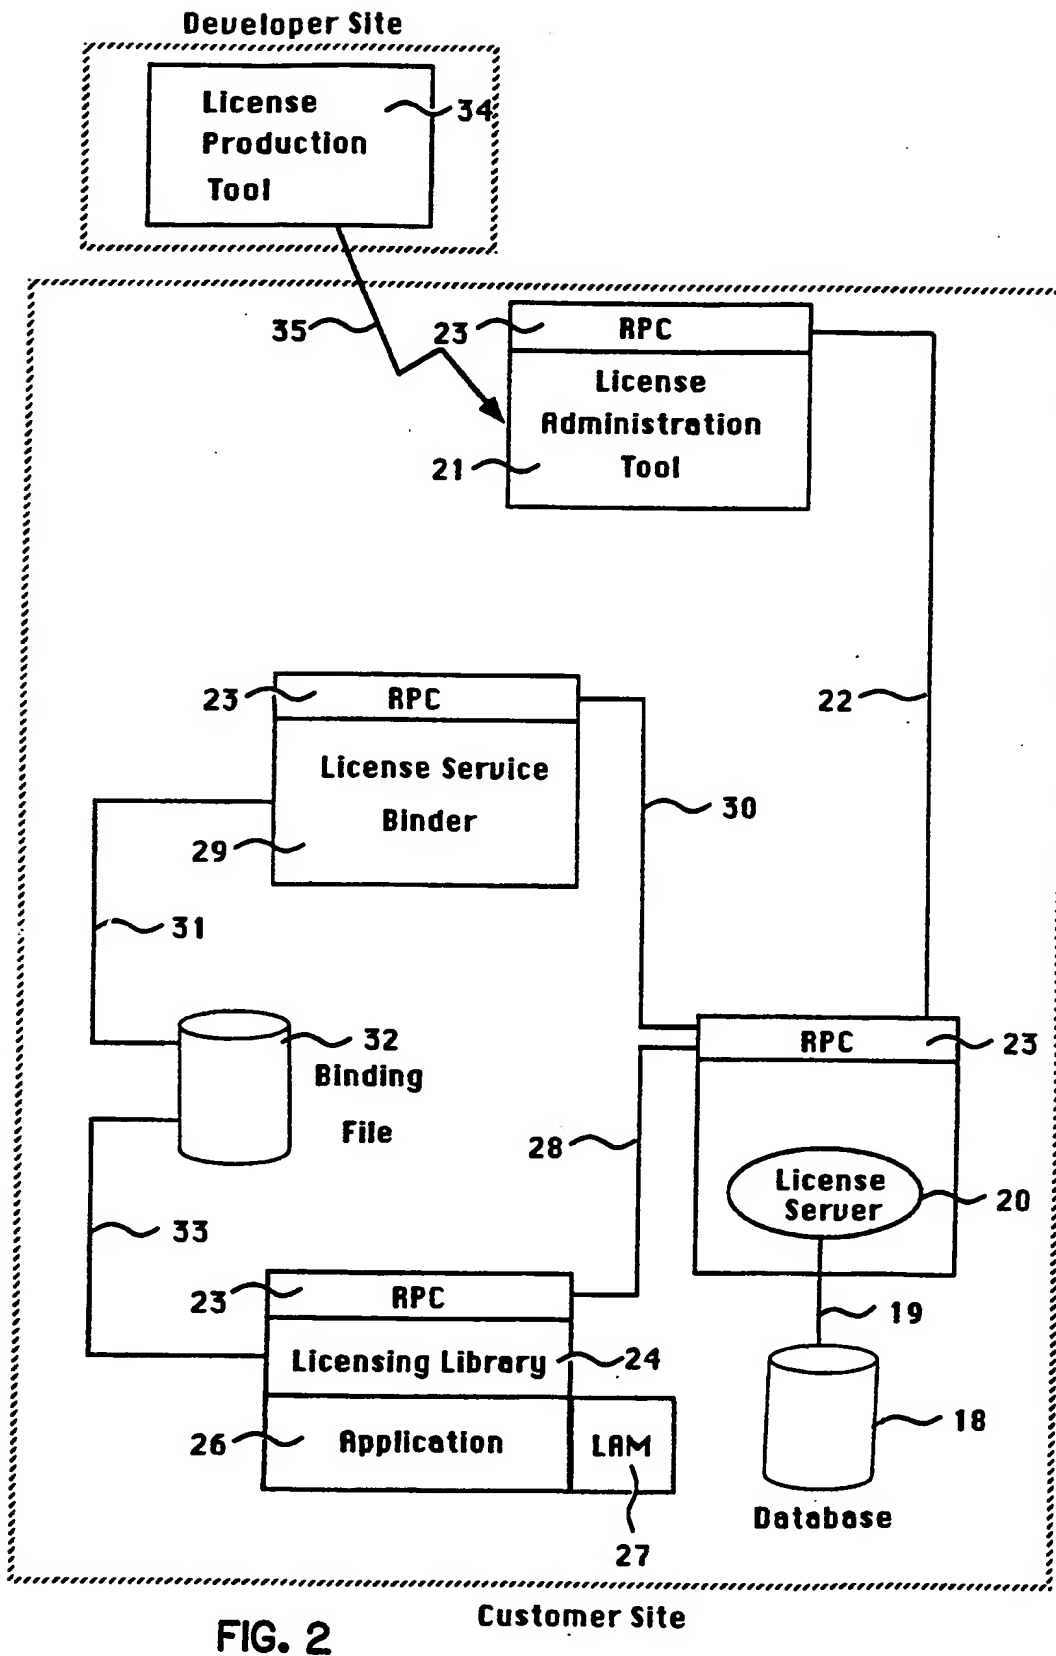 Developer Site
License
34
Production
Tool
35
23
RPC
License
Administration
21
Tool
23
RPC
22
License Service
30
Binder
29
31
32
RPC
23
Binding
File
28
License
Server
20
33
23
RPC
19
Licensing Library
24
18
26
Application
LAM
Database
27
Customer Site
FIG. 2